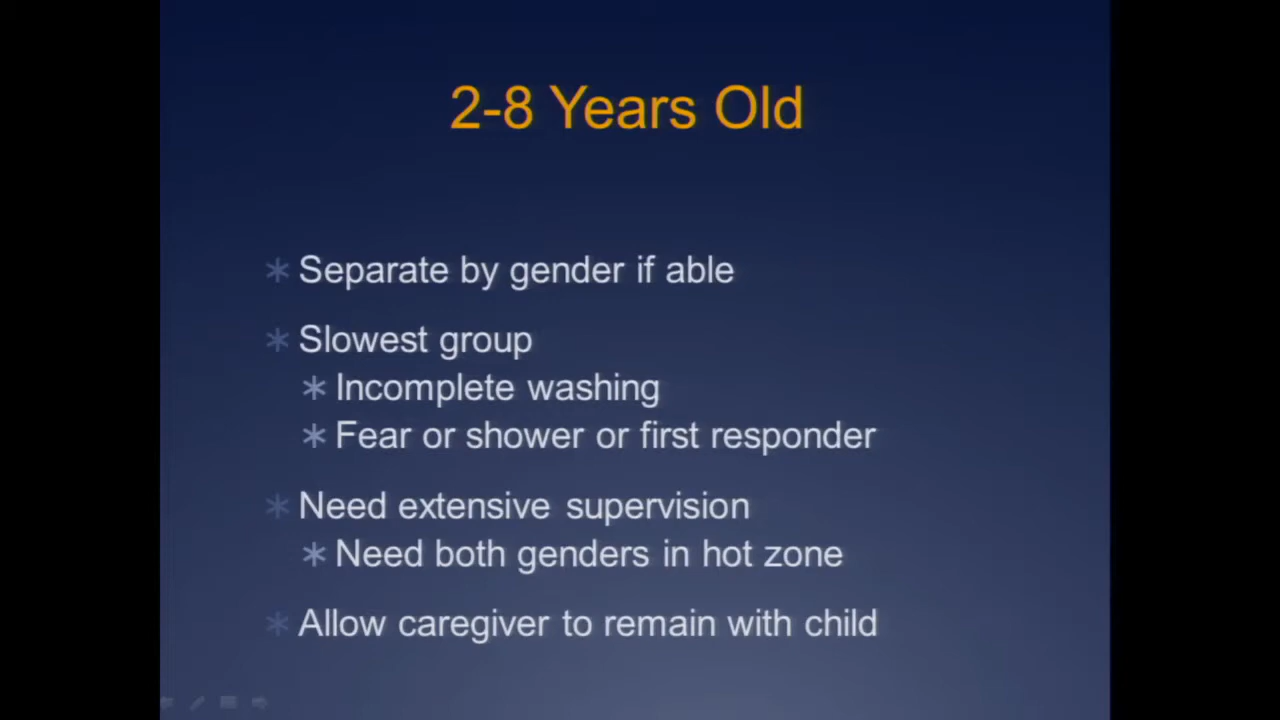 2-8 Years Old
Separate by gender if able
Slowest group
Incomplete washing
Fear or shower or first responder
Need extensive supervision
Need both genders in hot zone
Allow caregiver to remain with child